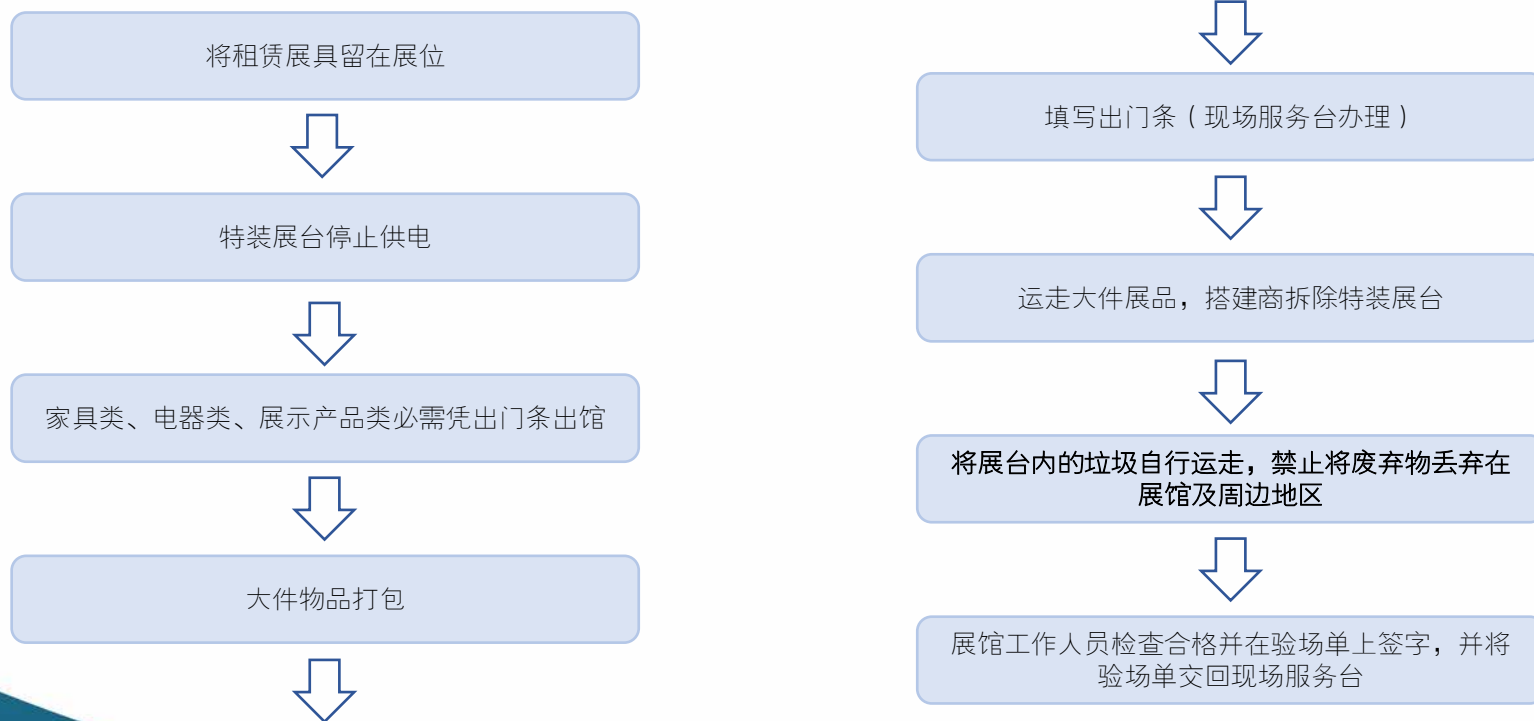 将租赁展具留在展位
特装展台停止供电
家具类、电器类、展示产品类必需凭出门条出馆
大件物品打包
填写出门条（现场服务台办理）
运走大件展品，搭建商拆除特装展台
将展台内的垃圾自行运走，禁止将废弃物丢弃在
展馆及周边地区
展馆工作人员检查合格并在验场单上签字，并将
验场单交回现场服务台